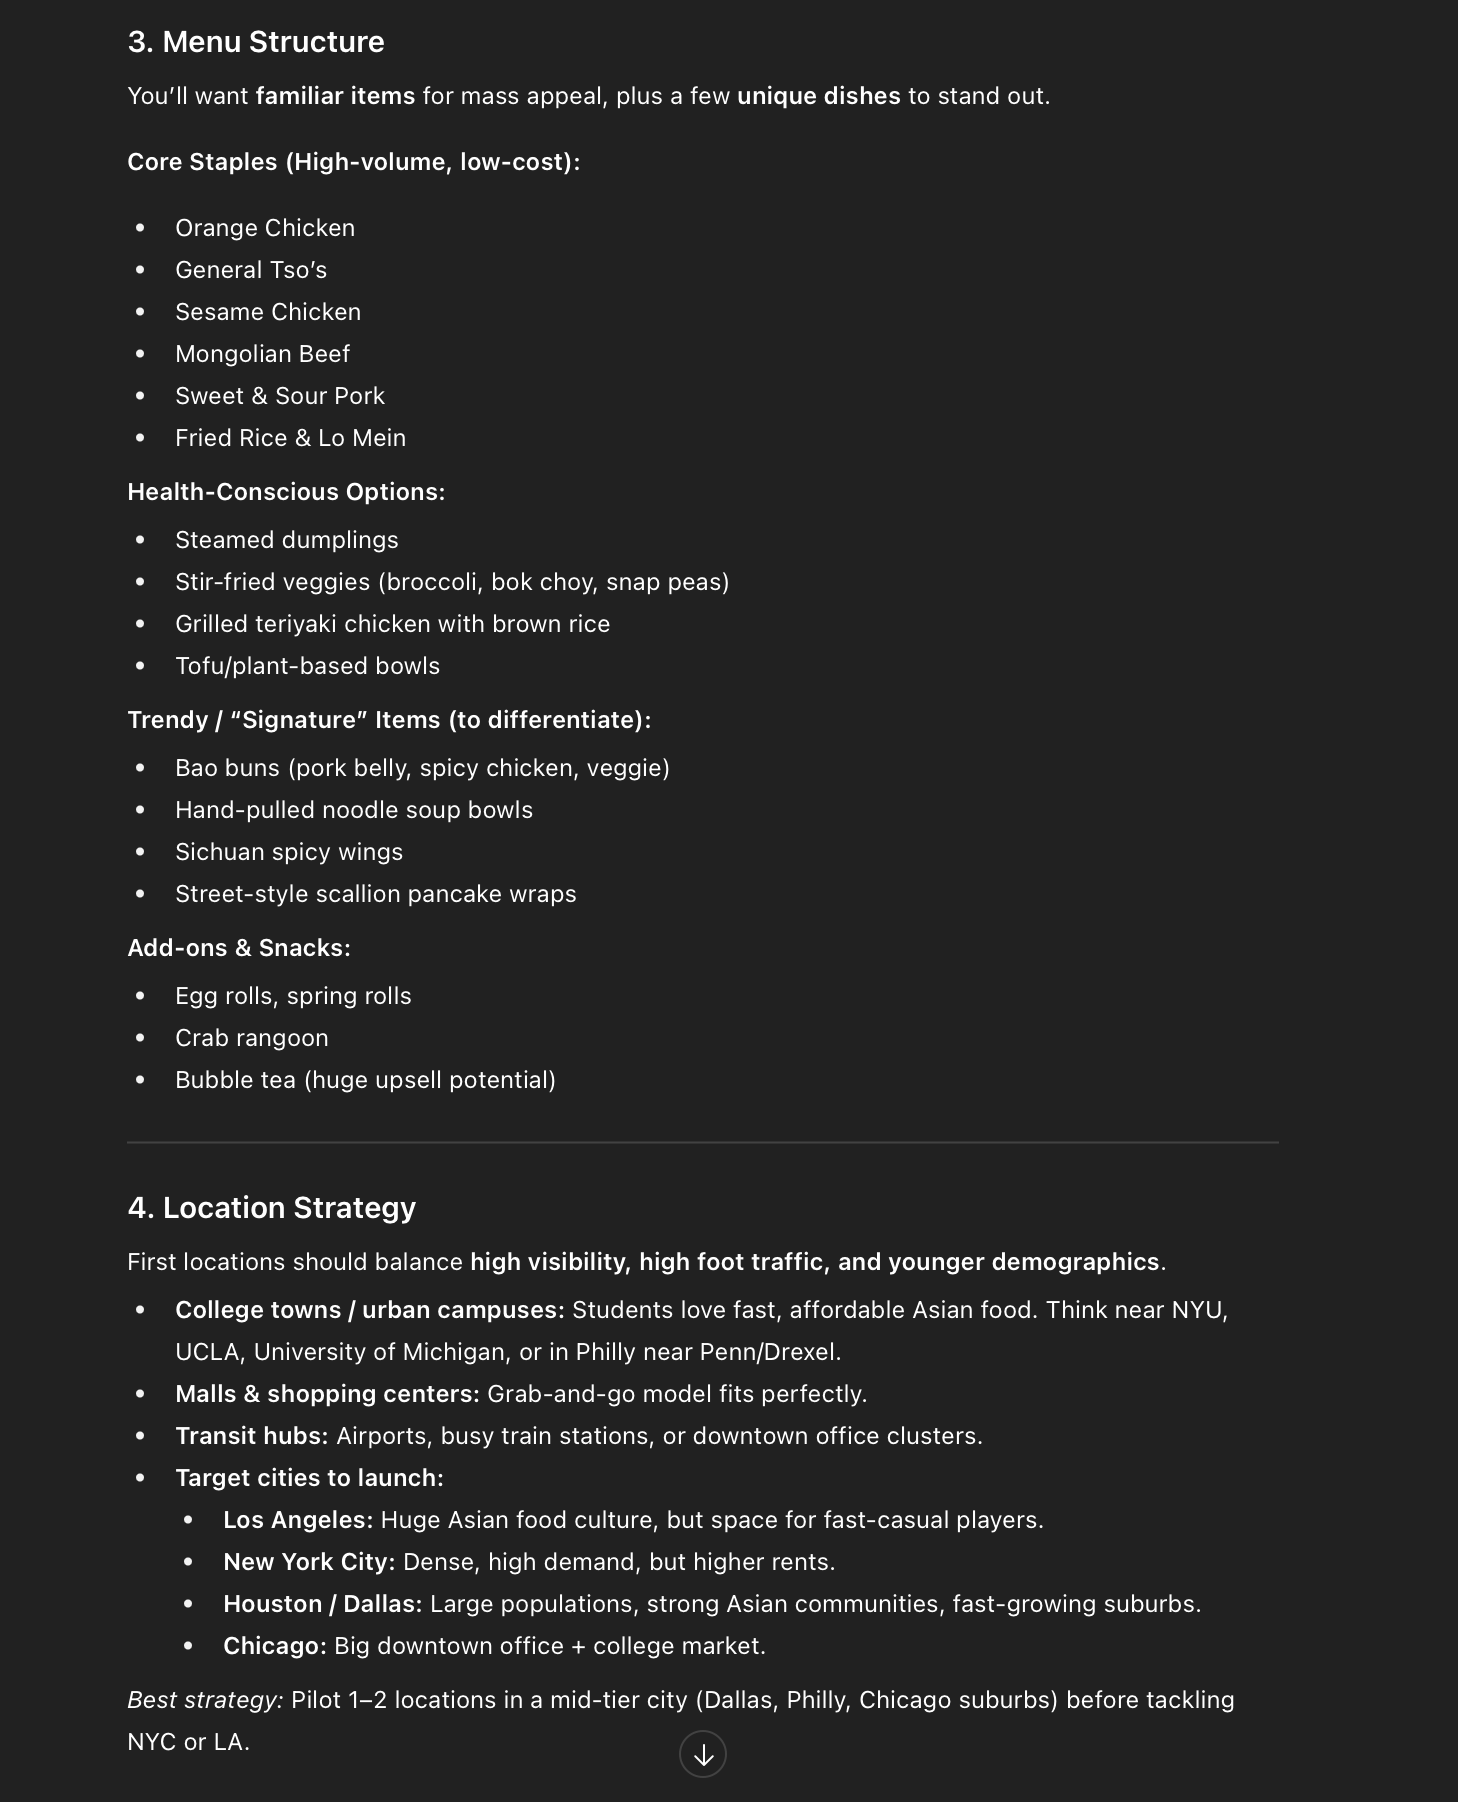 3. Menu Structure
You’ll want familiar items for mass appeal, plus a few unique dishes to stand out.
Core Staples (High-volume, low-cost):
• Orange Chicken
• General Tso’s
• Sesame Chicken
• Mongolian Beef
• Sweet & Sour Pork
• Fried Rice & Lo Mein
Health-Conscious Options:
• Steamed dumplings
• Stir-fried veggies (broccoli, bok choy, snap peas)
• Grilled teriyaki chicken with brown rice
• Tofu/plant-based bowls
Trendy / “Signature” Items (to differentiate):
• Bao buns (pork belly, spicy chicken, veggie)
• Hand-pulled noodle soup bowls
• Sichuan spicy wings
• Street-style scallion pancake wraps
Add-ons & Snacks:
• Egg rolls, spring rolls
• Crab rangoon
• Bubble tea (huge upsell potential)
4. Location Strategy
First locations should balance high visibility, high foot traffic, and younger demographics.
• College towns / urban campuses: Students love fast, affordable Asian food. Think near NYU,
UCLA, University of Michigan, or in Philly near Penn/Drexel.
• Malls & shopping centers: Grab-and-go model fits perfectly.
• Transit hubs: Airports, busy train stations, or downtown office clusters.
• Target cities to launch:
• Los Angeles: Huge Asian food culture, but space for fast-casual players.
• New York City: Dense, high demand, but higher rents.
• Houston / Dallas: Large populations, strong Asian communities, fast-growing suburbs.
• Chicago: Big downtown office + college market.
Best strategy: Pilot 1–2 locations in a mid-tier city (Dallas, Philly, Chicago suburbs) before tackling
NYC or LA.